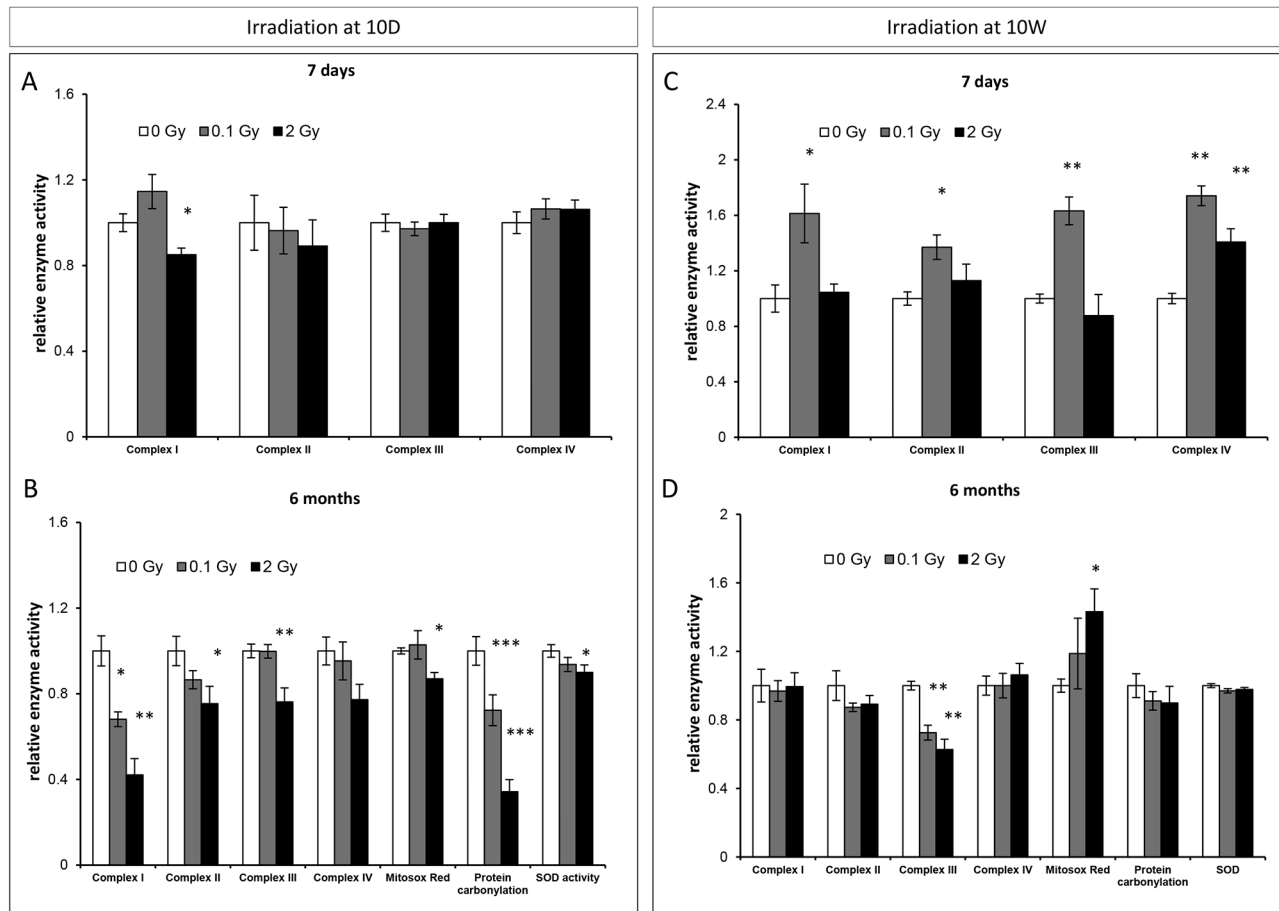 Irradiation at 10D
A
7 days
1.6
1.2
0.8
0.4
0
relative enzyme activity
0 Gy 0.1 Gy 2 Gy
*
Complex I Complex II Complex III Complex IV
B
6 months
1.6
1.2
0.8
0.4
0
relative enzyme activity
0 Gy 0.1 Gy 2 Gy
* ** * ** * *** *** *
Complex I Complex II Complex III Complex IV Mitosox Red Protein carbonylation SOD activity
Irradiation at 10W
C
7 days
2.4
2
1.6
1.2
0.8
0.4
0
relative enzyme activity
0 Gy 0.1 Gy 2 Gy
* * ** ** **
Complex I Complex II Complex III Complex IV
D
6 months
2
1.6
1.2
0.8
0.4
0
relative enzyme activity
0 Gy 0.1 Gy 2 Gy
** ** *
Complex I Complex II Complex III Complex IV Mitosox Red Protein carbonylation SOD